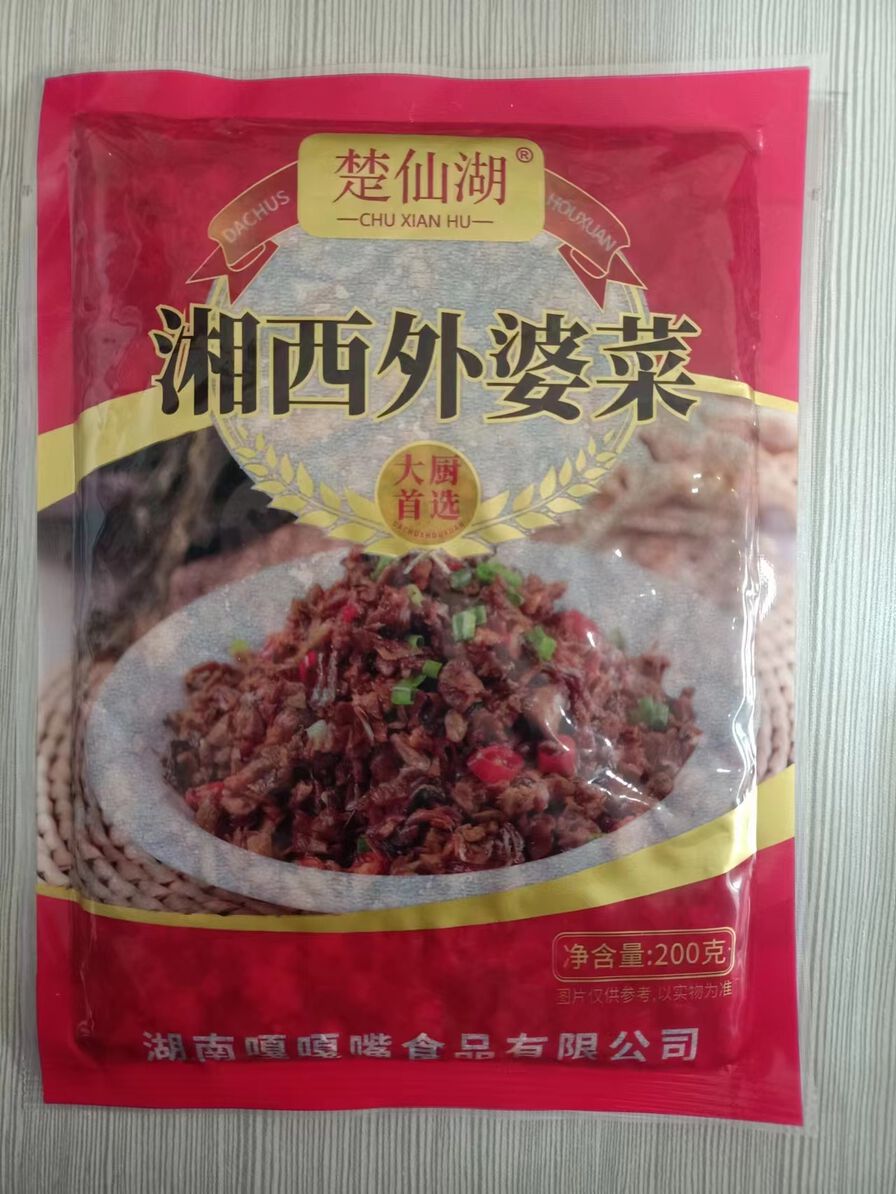 楚仙湖®
—CHU XIAN HU—
DACHUS HOUXUAN
湘西外婆菜
大厨
首选
DACHUSHOUXUAN
净含量:200克
图片仅供参考,以实物为准
湖南嘎嘎嘴食品有限公司